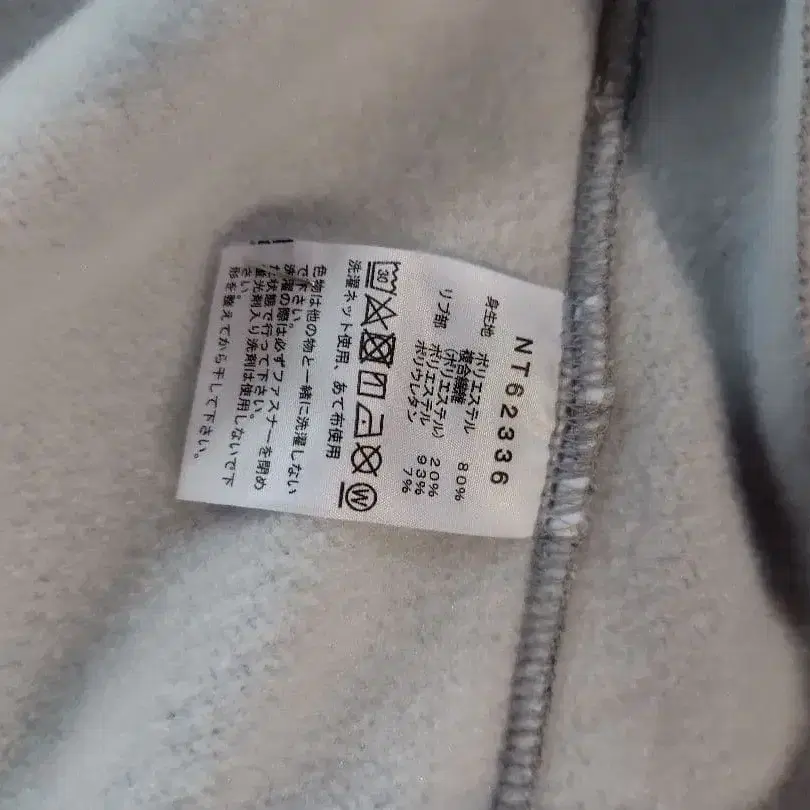 NT62336
身生地 ポリエステル 80%
複合繊維
(ポリエステル) 20%
リブ部 ポリエステル 93%
ポリウレタン 7%
30
W
洗濯ネット使用、あて布使用
色物は他の物と一緒に洗濯しない
で下さい。
洗濯の際は必ずファスナーを閉め
た状態で行って下さい。
蛍光剤入り洗剤は使用しないで下
さい。
形を整えてから干して下さい。